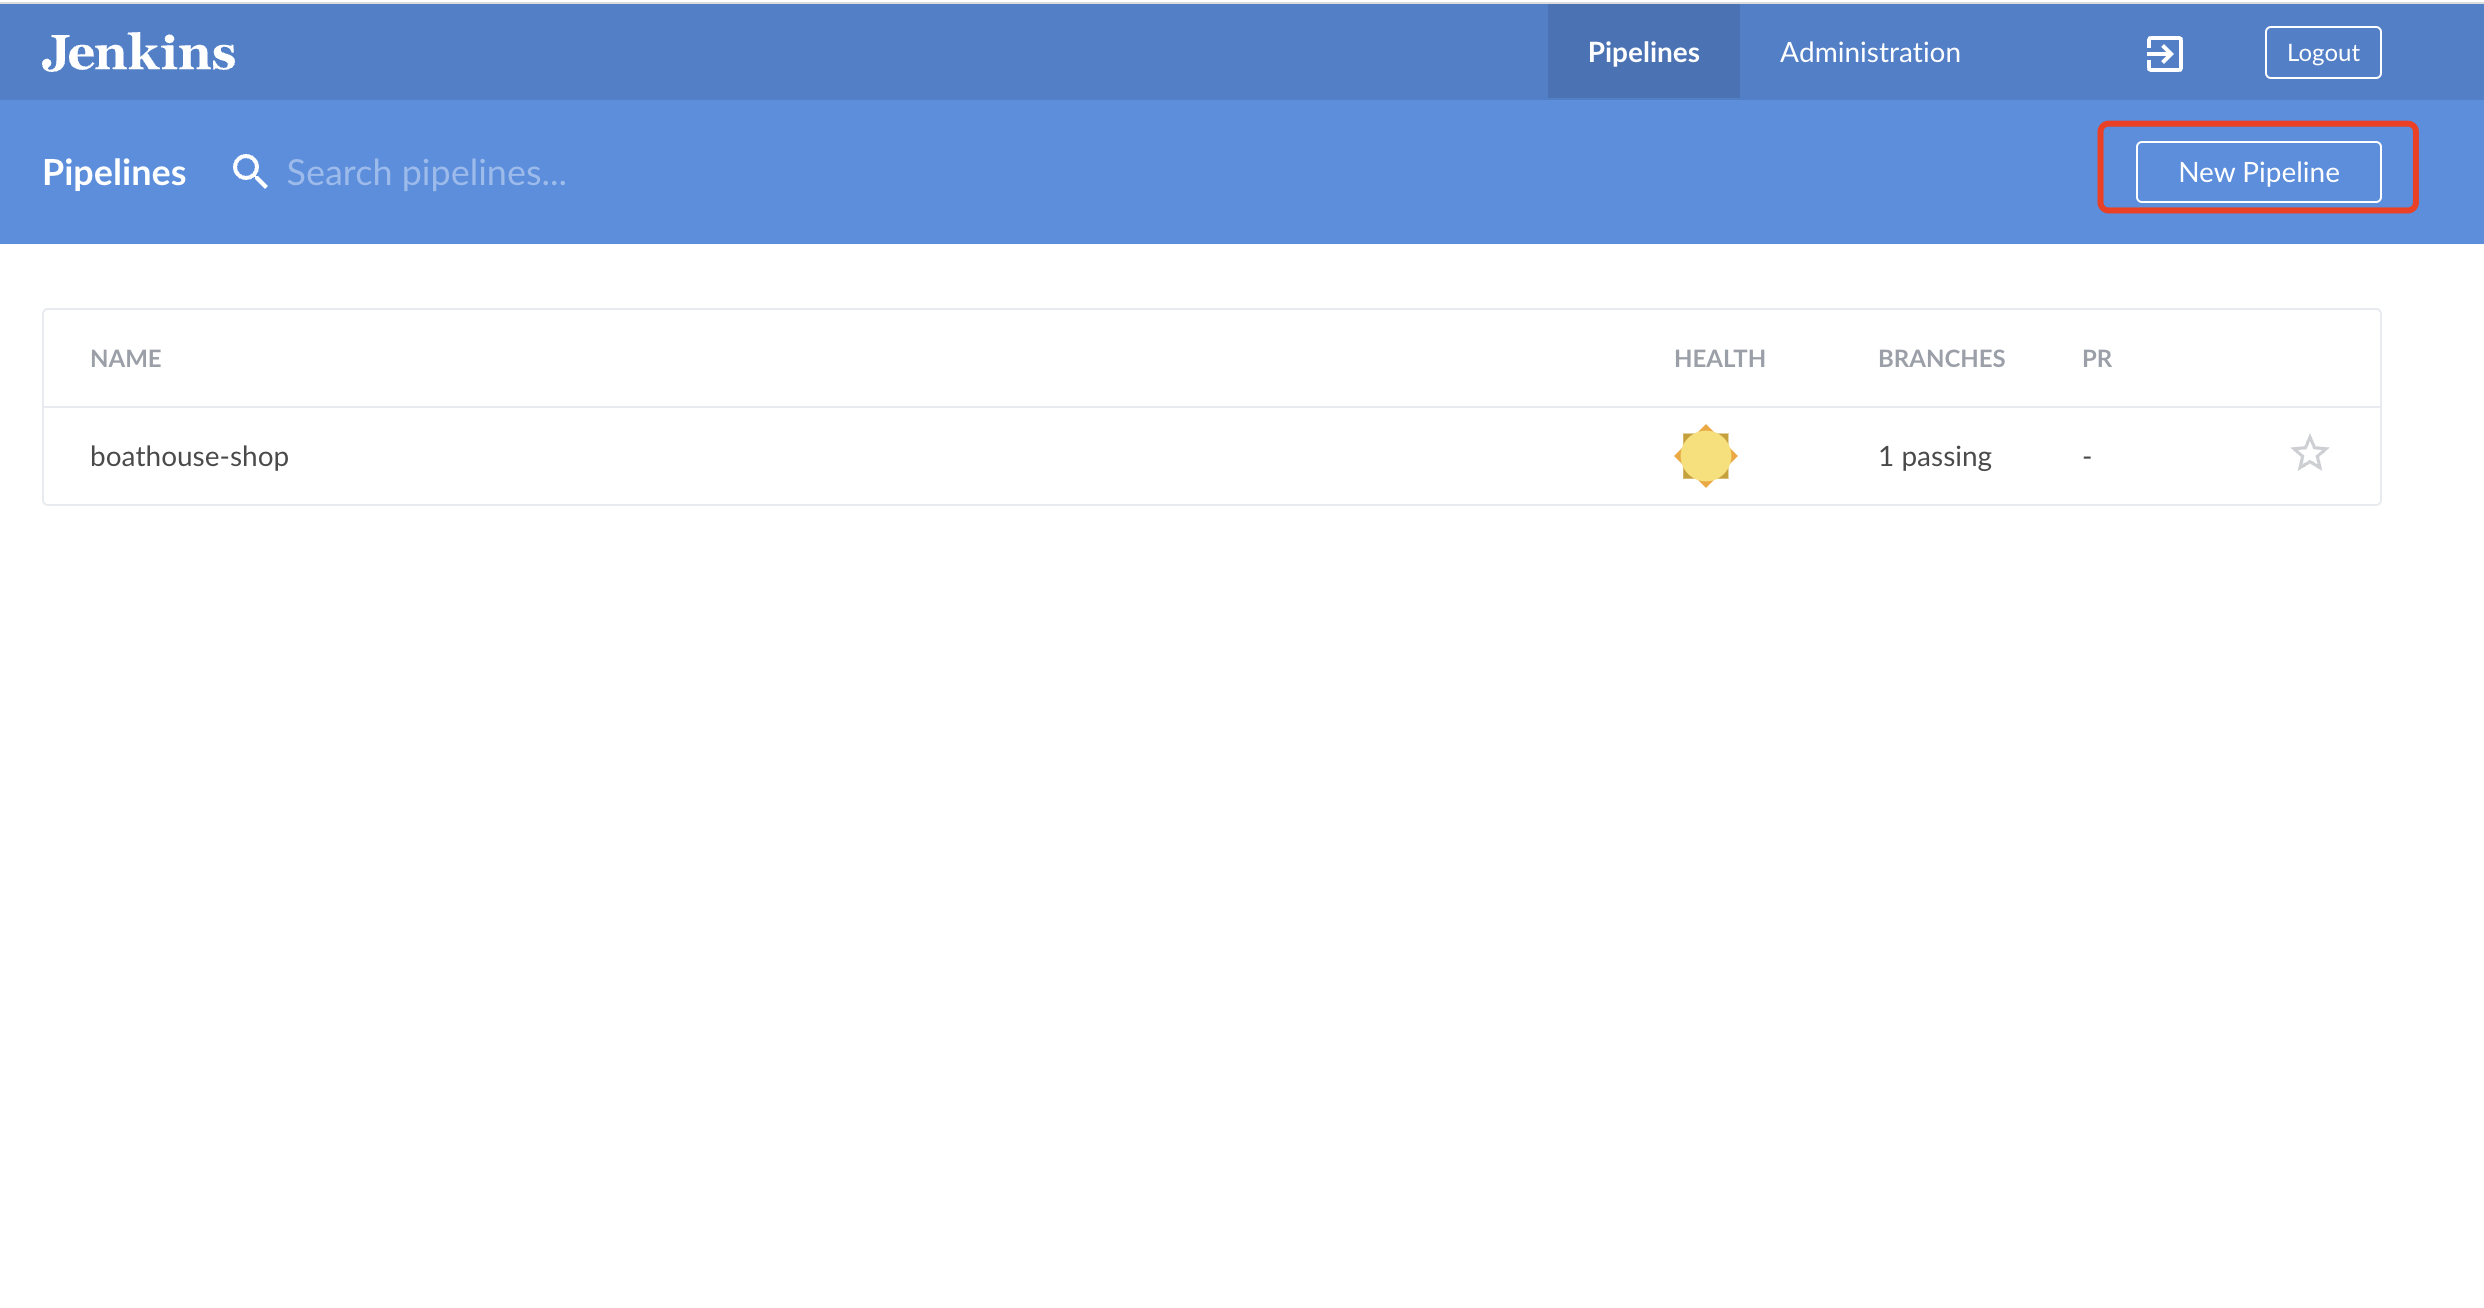 Jenkins
Pipelines
Administration
Logout
Pipelines
Search pipelines...
New Pipeline
NAME
HEALTH
BRANCHES
PR
boathouse-shop
1 passing
-